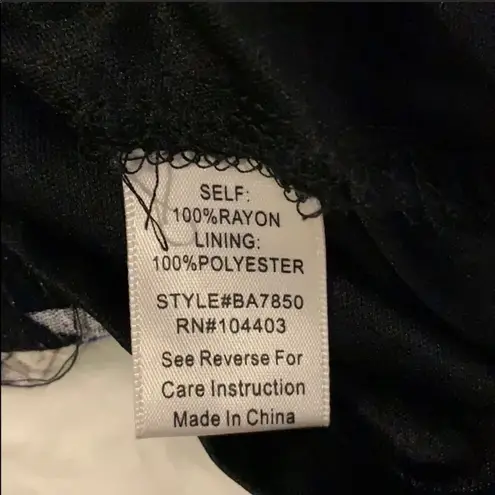 SELF:
100%RAYON
LINING:
100%POLYESTER
STYLE#BA7850
RN#104403
See Reverse For
Care Instruction
Made In China